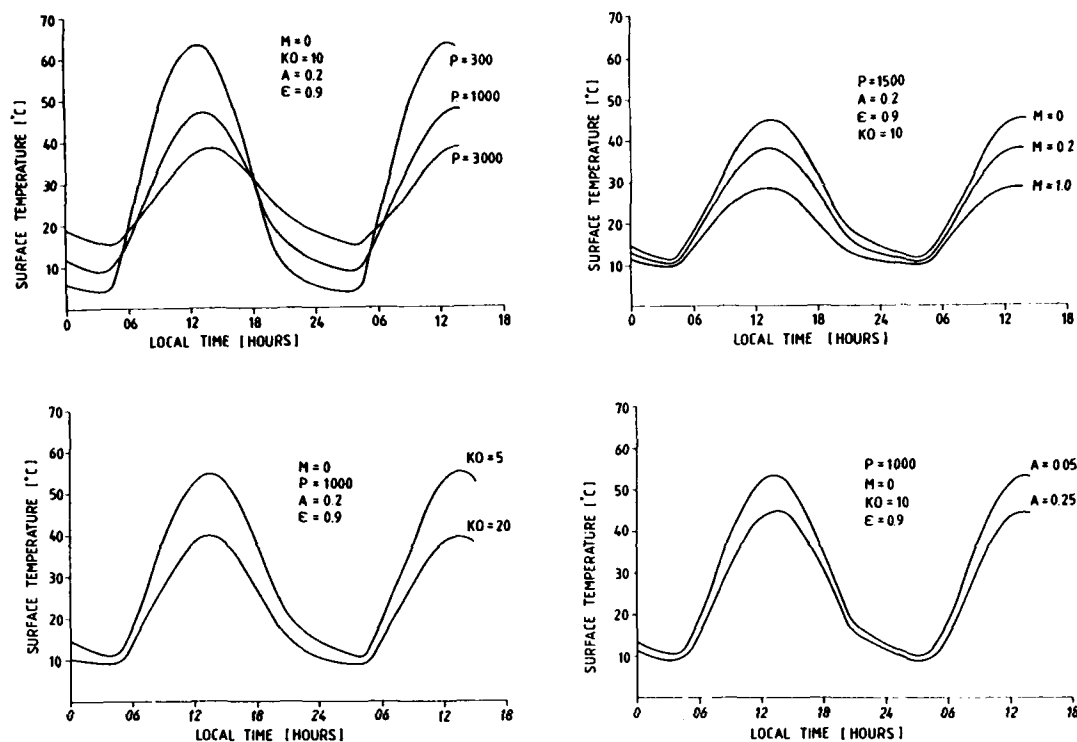 70
60
50
40
30
20
10
SURFACE TEMPERATURE [°C]
M = 0
KO = 10
A = 0.2
Є = 0.9
P = 300
P = 1000
P = 3000
0 06 12 18 24 06 12 18
LOCAL TIME [HOURS]
70
60
50
40
30
20
10
SURFACE TEMPERATURE [°C]
P = 1500
A = 0.2
Є = 0.9
KO = 10
M = 0
M = 0.2
M = 1.0
0 06 12 18 24 06 12 18
LOCAL TIME [HOURS]
70
60
50
40
30
20
10
SURFACE TEMPERATURE [°C]
M = 0
P = 1000
A = 0.2
Є = 0.9
KO = 5
KO = 20
0 06 12 18 24 06 12 18
LOCAL TIME [HOURS]
70
60
50
40
30
20
10
SURFACE TEMPERATURE [°C]
P = 1000
M = 0
KO = 10
Є = 0.9
A = 0.05
A = 0.25
0 06 12 18 24 06 12 18
LOCAL TIME [HOURS]